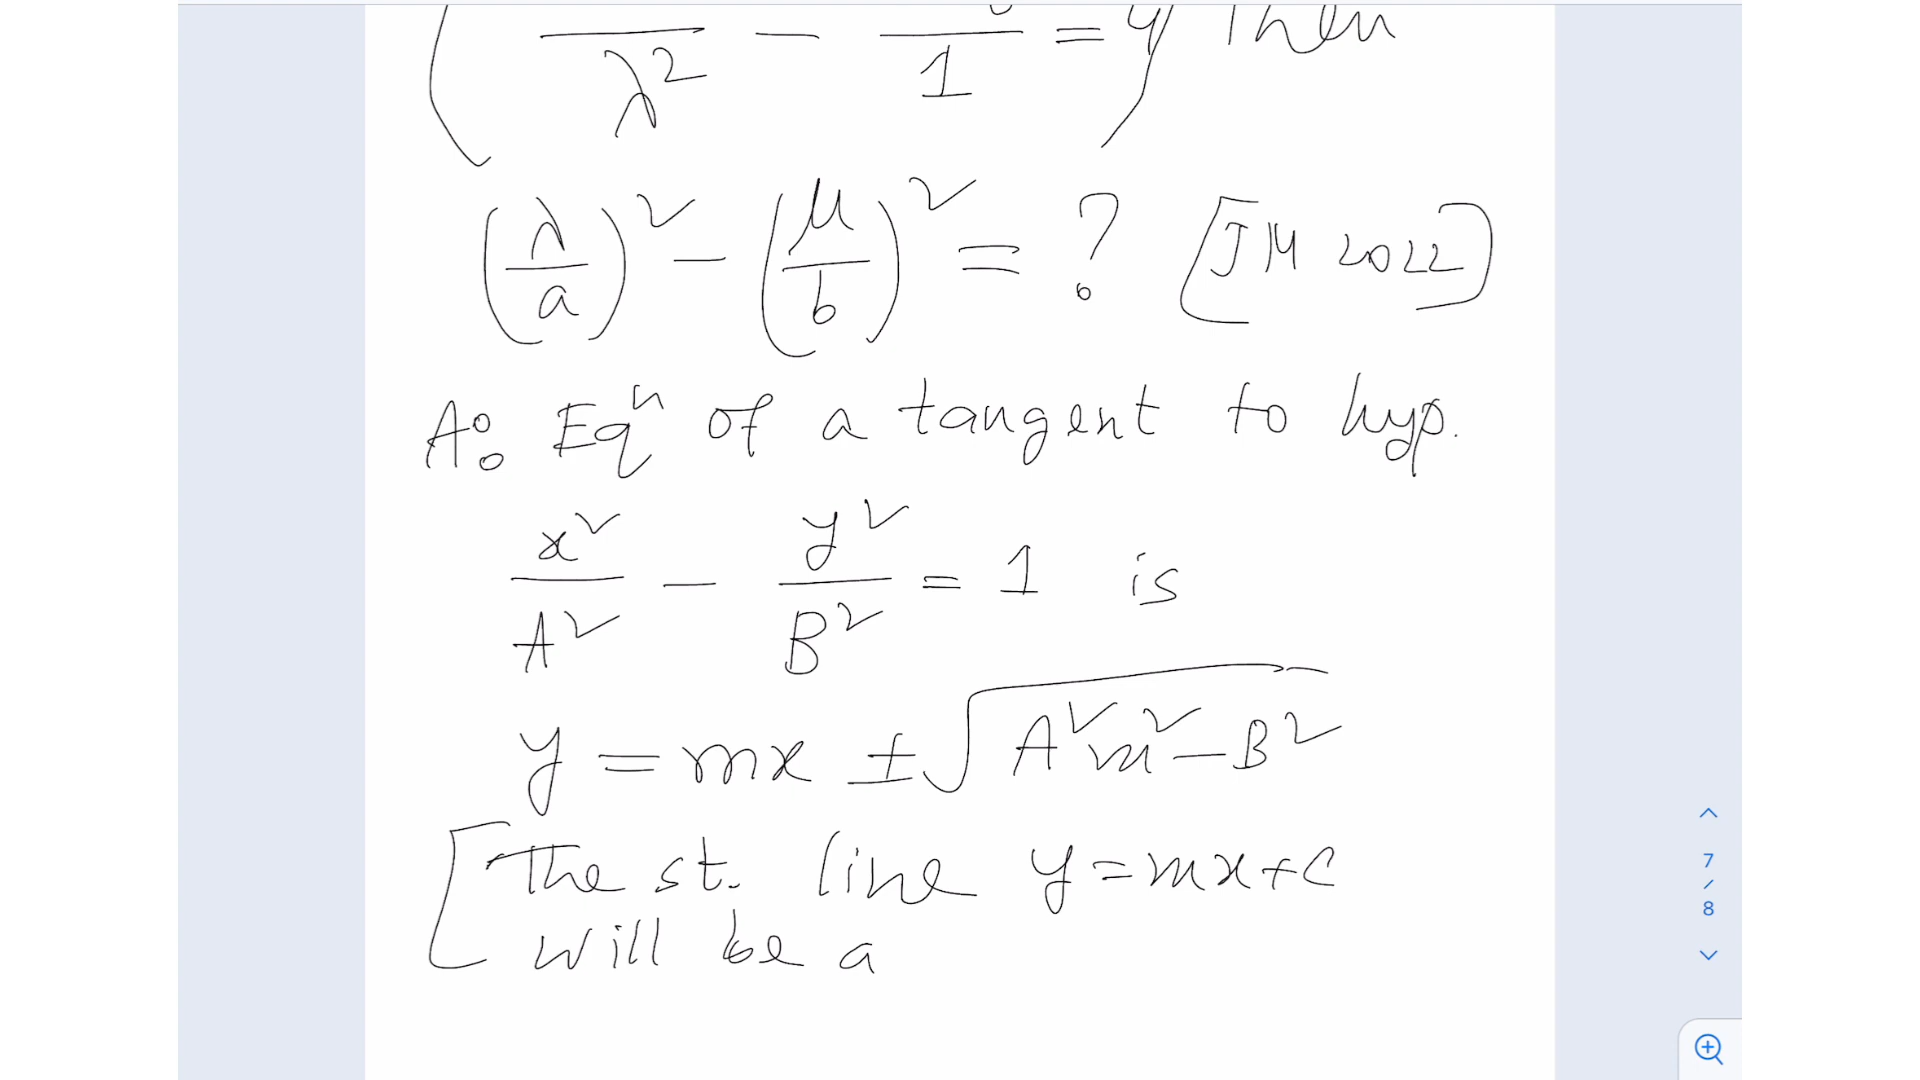 λ² - 1 = 4) Then
(λ/a)² - (μ/b)² = ? [JM 2022]
A: Eqⁿ of a tangent to hyp.
x²/A² - y²/B² = 1 is
y = mx ± √(A²m² - B²)
[The st. line y = mx + c
will be a
7
/
8